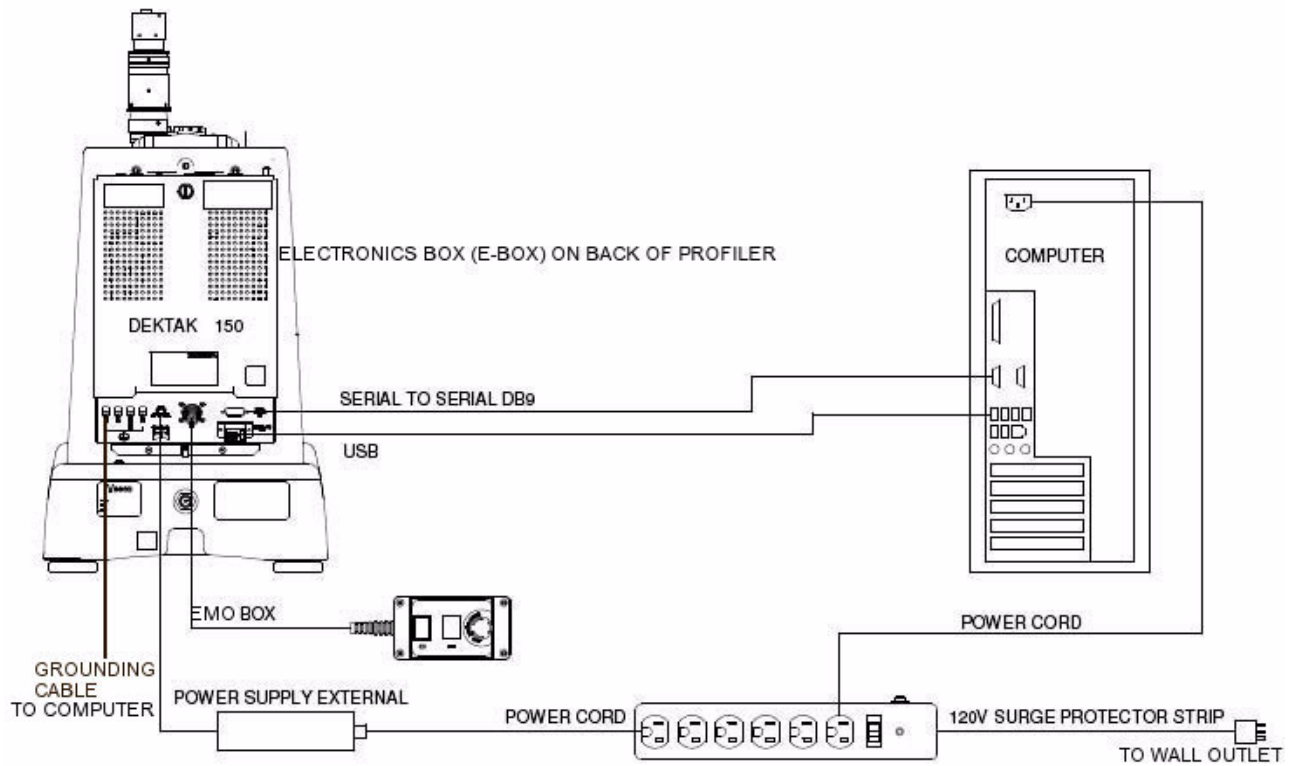 ELECTRONICS BOX (E-BOX) ON BACK OF PROFILER
COMPUTER
DEKTAK 150
SERIAL TO SERIAL DB9
USB
EMO BOX
POWER CORD
GROUNDING
CABLE
TO COMPUTER
POWER SUPPLY EXTERNAL
POWER CORD
120V SURGE PROTECTOR STRIP
TO WALL OUTLET